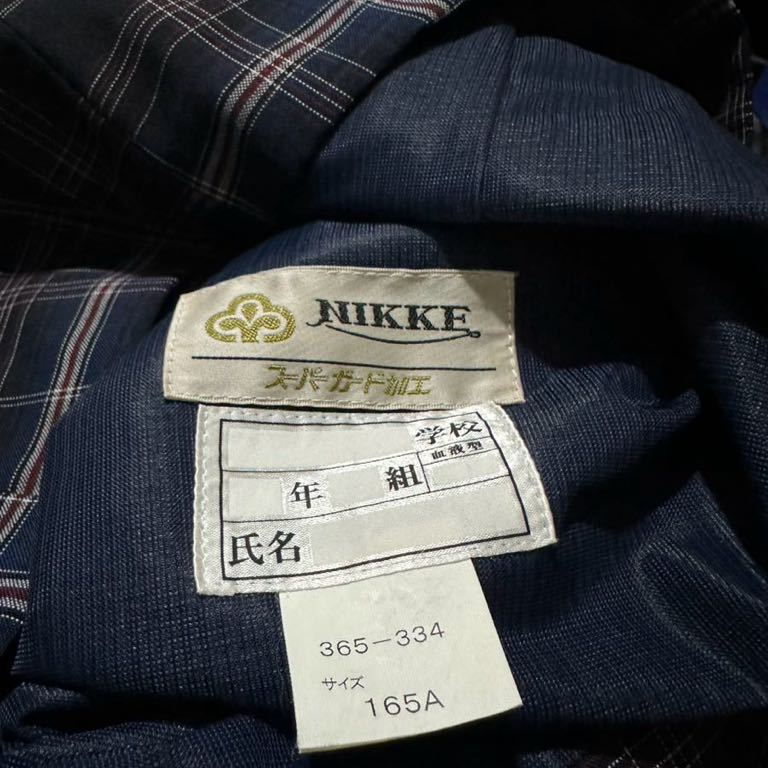 NIKKE
スーパーガード加工
学校
血液型
年 組
氏名
365-334
サイズ
165A